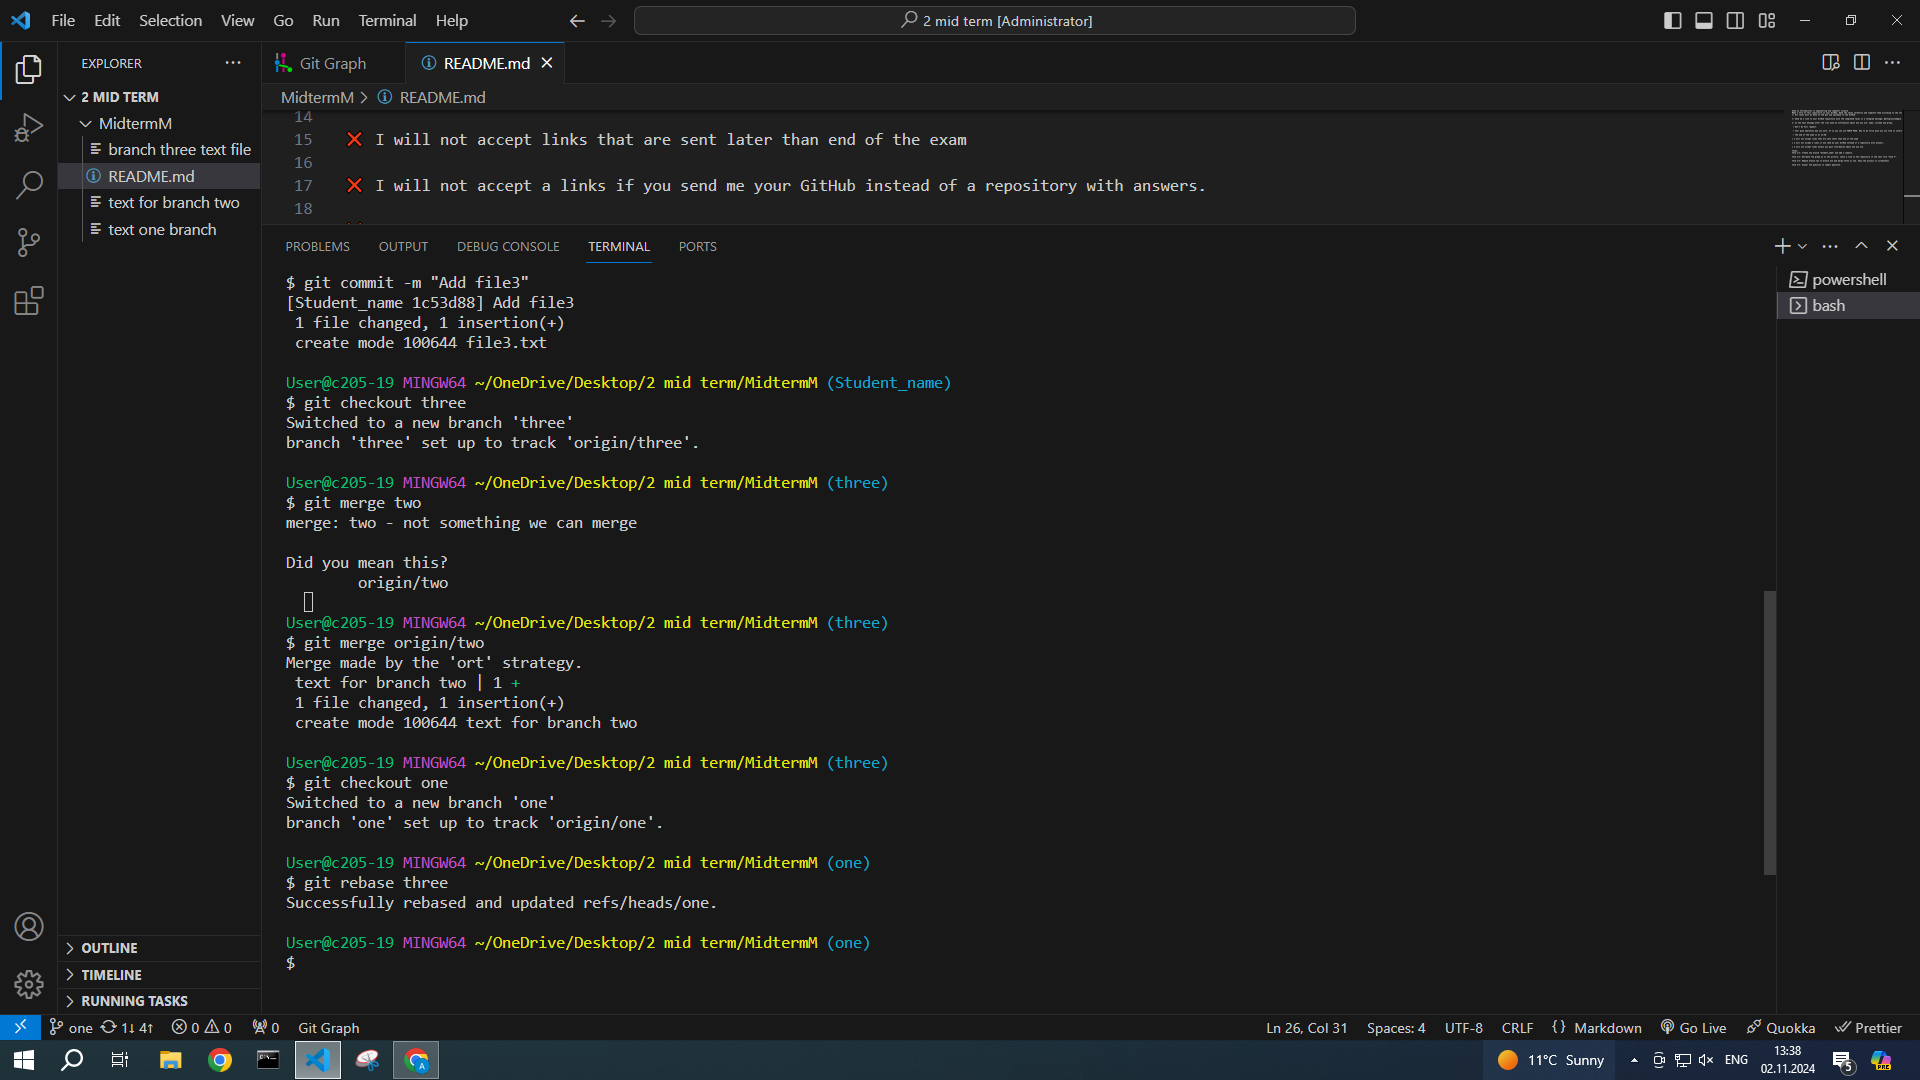 File Edit Selection View Go Run Terminal Help
2 mid term [Administrator]
EXPLORER
Git Graph
README.md
2 MID TERM
MidtermM
branch three text file
README.md
text for branch two
text one branch
MidtermM > README.md
14
15 ❌ I will not accept links that are sent later than end of the exam
16
17 ❌ I will not accept a links if you send me your GitHub instead of a repository with answers.
18
PROBLEMS OUTPUT DEBUG CONSOLE TERMINAL PORTS
powershell
bash
$ git commit -m "Add file3"
[Student_name 1c53d88] Add file3
1 file changed, 1 insertion(+)
create mode 100644 file3.txt
User@c205-19 MINGW64 ~/OneDrive/Desktop/2 mid term/MidtermM (Student_name)
$ git checkout three
Switched to a new branch 'three'
branch 'three' set up to track 'origin/three'.
User@c205-19 MINGW64 ~/OneDrive/Desktop/2 mid term/MidtermM (three)
$ git merge two
merge: two - not something we can merge
Did you mean this?
origin/two
User@c205-19 MINGW64 ~/OneDrive/Desktop/2 mid term/MidtermM (three)
$ git merge origin/two
Merge made by the 'ort' strategy.
text for branch two | 1 +
1 file changed, 1 insertion(+)
create mode 100644 text for branch two
User@c205-19 MINGW64 ~/OneDrive/Desktop/2 mid term/MidtermM (three)
$ git checkout one
Switched to a new branch 'one'
branch 'one' set up to track 'origin/one'.
User@c205-19 MINGW64 ~/OneDrive/Desktop/2 mid term/MidtermM (one)
$ git rebase three
Successfully rebased and updated refs/heads/one.
User@c205-19 MINGW64 ~/OneDrive/Desktop/2 mid term/MidtermM (one)
$
OUTLINE
TIMELINE
RUNNING TASKS
one 1↓ 4↑ 0 0 0 Git Graph
Ln 26, Col 31 Spaces: 4 UTF-8 CRLF {} Markdown Go Live Quokka Prettier
11°C Sunny
ENG
13:38
02.11.2024
5